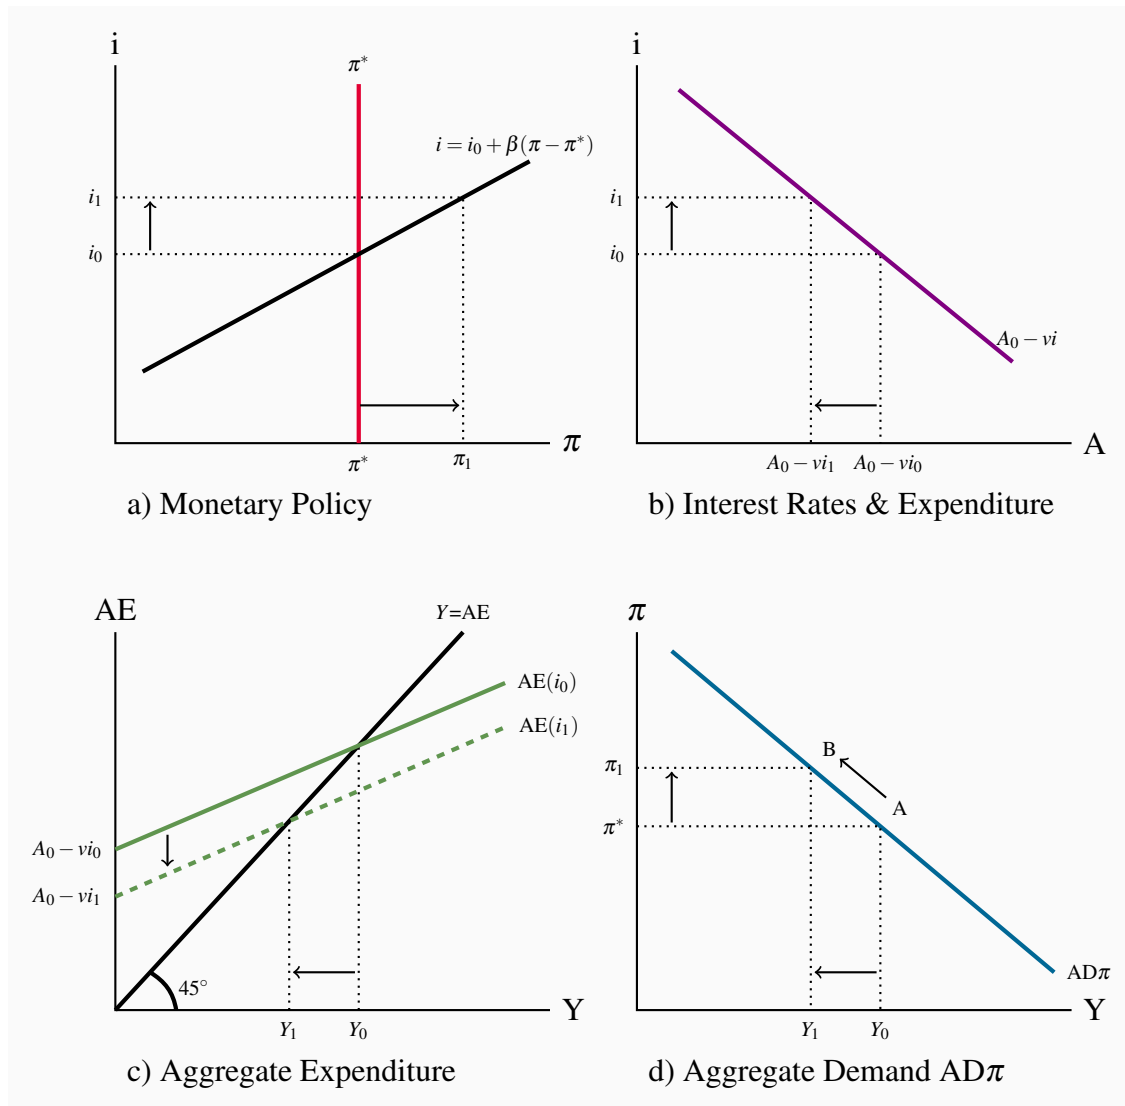 i
π*
i = i₀ + β(π − π*)
i₁
i₀
π*
π₁
π
a) Monetary Policy
i
i₁
i₀
A₀ − vi
A₀ − vi₁
A₀ − vi₀
A
b) Interest Rates & Expenditure
AE
Y=AE
AE(i₀)
AE(i₁)
A₀ − vi₀
A₀ − vi₁
45°
Y₁
Y₀
Y
c) Aggregate Expenditure
π
B
π₁
A
π*
ADπ
Y₁
Y₀
Y
d) Aggregate Demand ADπ